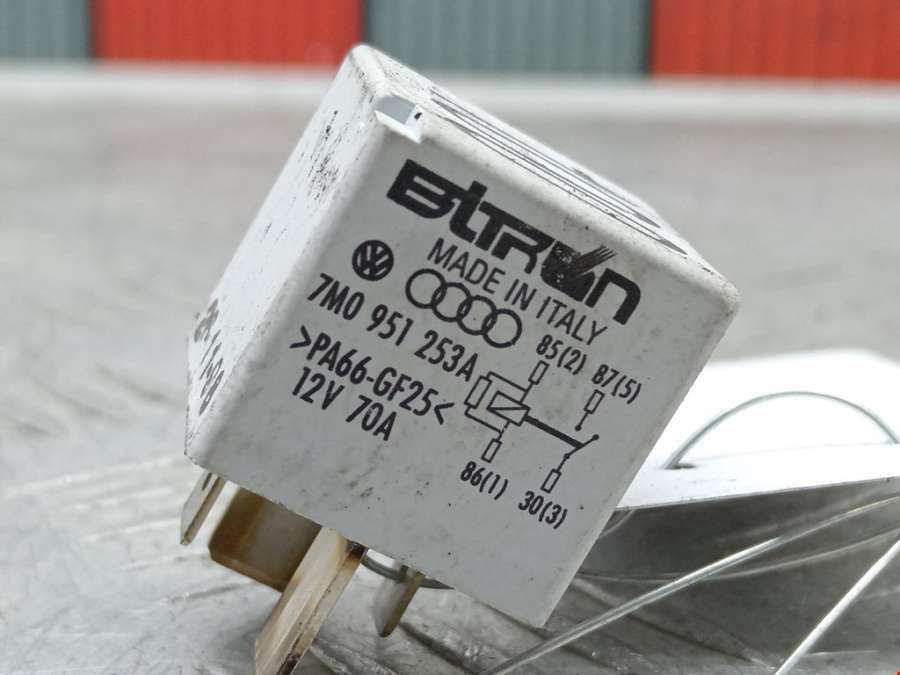 BiTRON
MADE IN ITALY
7M0 951 253A
>PA66-GF25<
12V 70A
85(2) 87(5)
86(1) 30(3)